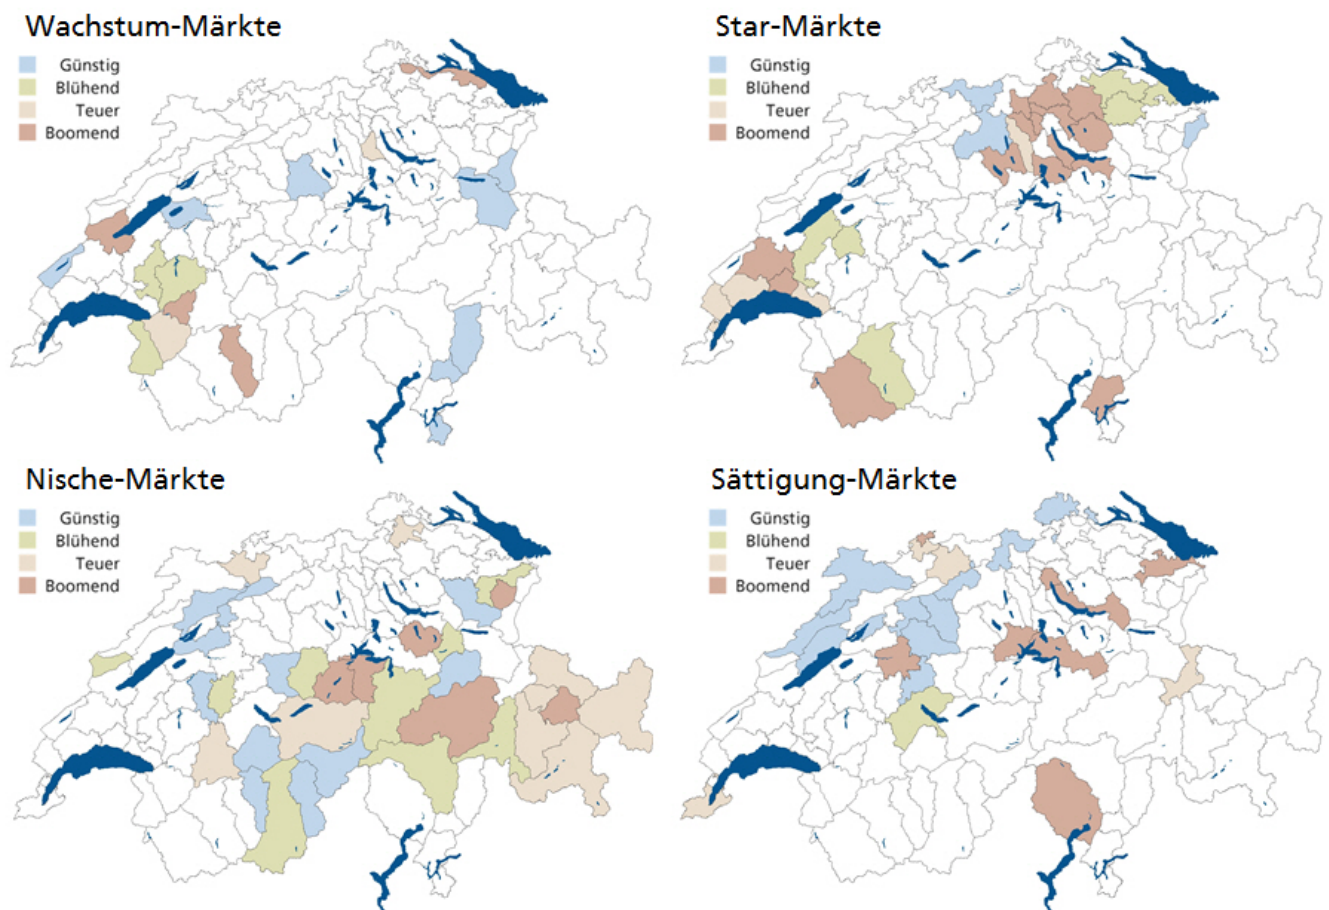 Wachstum-Märkte
Günstig
Blühend
Teuer
Boomend
Star-Märkte
Günstig
Blühend
Teuer
Boomend
Nische-Märkte
Günstig
Blühend
Teuer
Boomend
Sättigung-Märkte
Günstig
Blühend
Teuer
Boomend